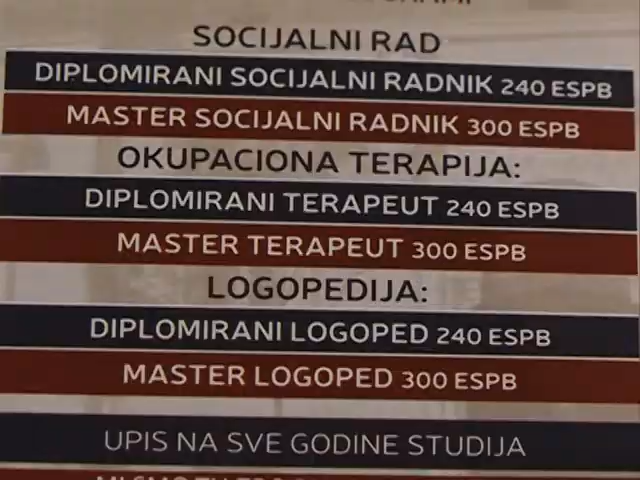 SOCIJALNI RAD
DIPLOMIRANI SOCIJALNI RADNIK 240 ESPB
MASTER SOCIJALNI RADNIK 300 ESPB
OKUPACIONA TERAPIJA:
DIPLOMIRANI TERAPEUT 240 ESPB
MASTER TERAPEUT 300 ESPB
LOGOPEDIJA:
DIPLOMIRANI LOGOPED 240 ESPB
MASTER LOGOPED 300 ESPB
UPIS NA SVE GODINE STUDIJA